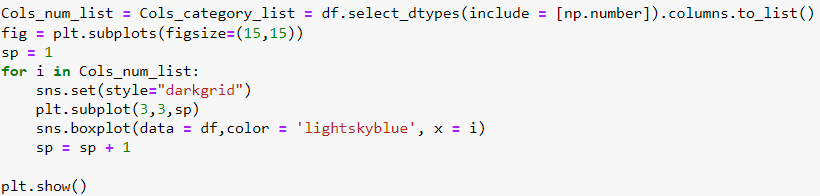 Cols_num_list = Cols_category_list = df.select_dtypes(include = [np.number]).columns.to_list()
fig = plt.subplots(figsize=(15,15))
sp = 1
for i in Cols_num_list:
    sns.set(style="darkgrid")
    plt.subplot(3,3,sp)
    sns.boxplot(data = df,color = 'lightskyblue', x = i)
    sp = sp + 1
plt.show()